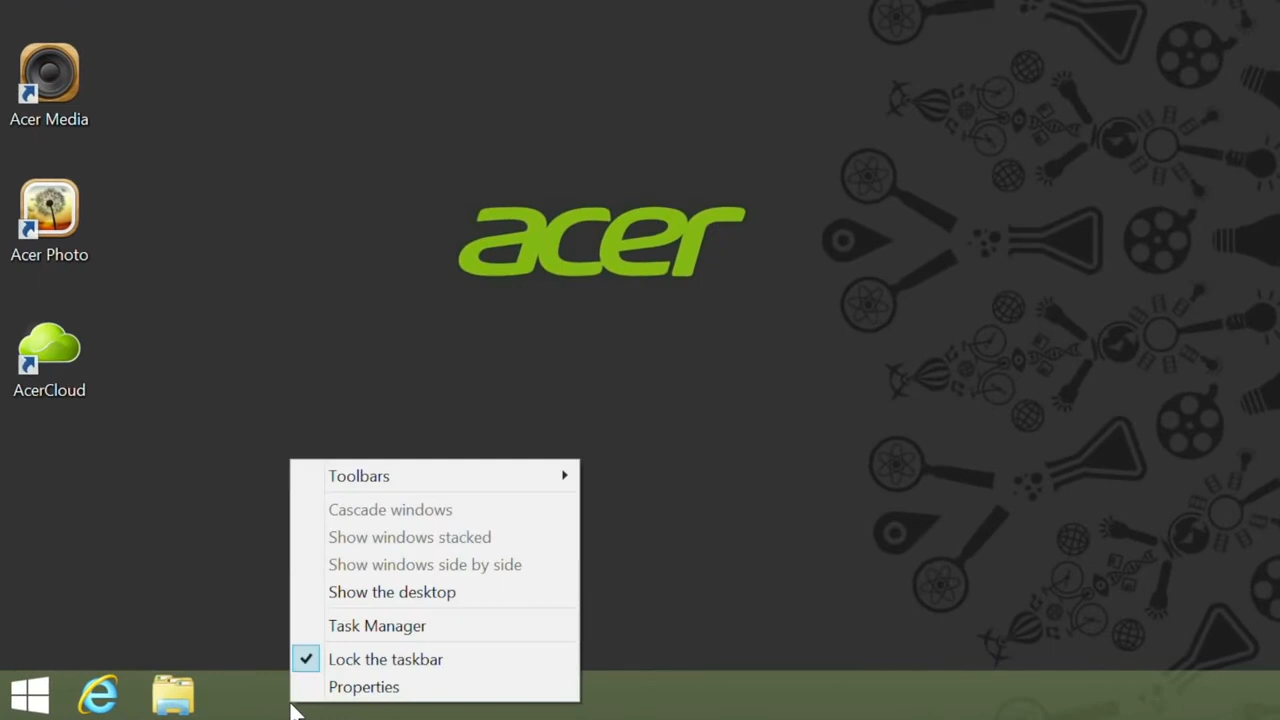 Acer Media
Acer Photo
AcerCloud
acer
Toolbars
Cascade windows
Show windows stacked
Show windows side by side
Show the desktop
Task Manager
Lock the taskbar
Properties